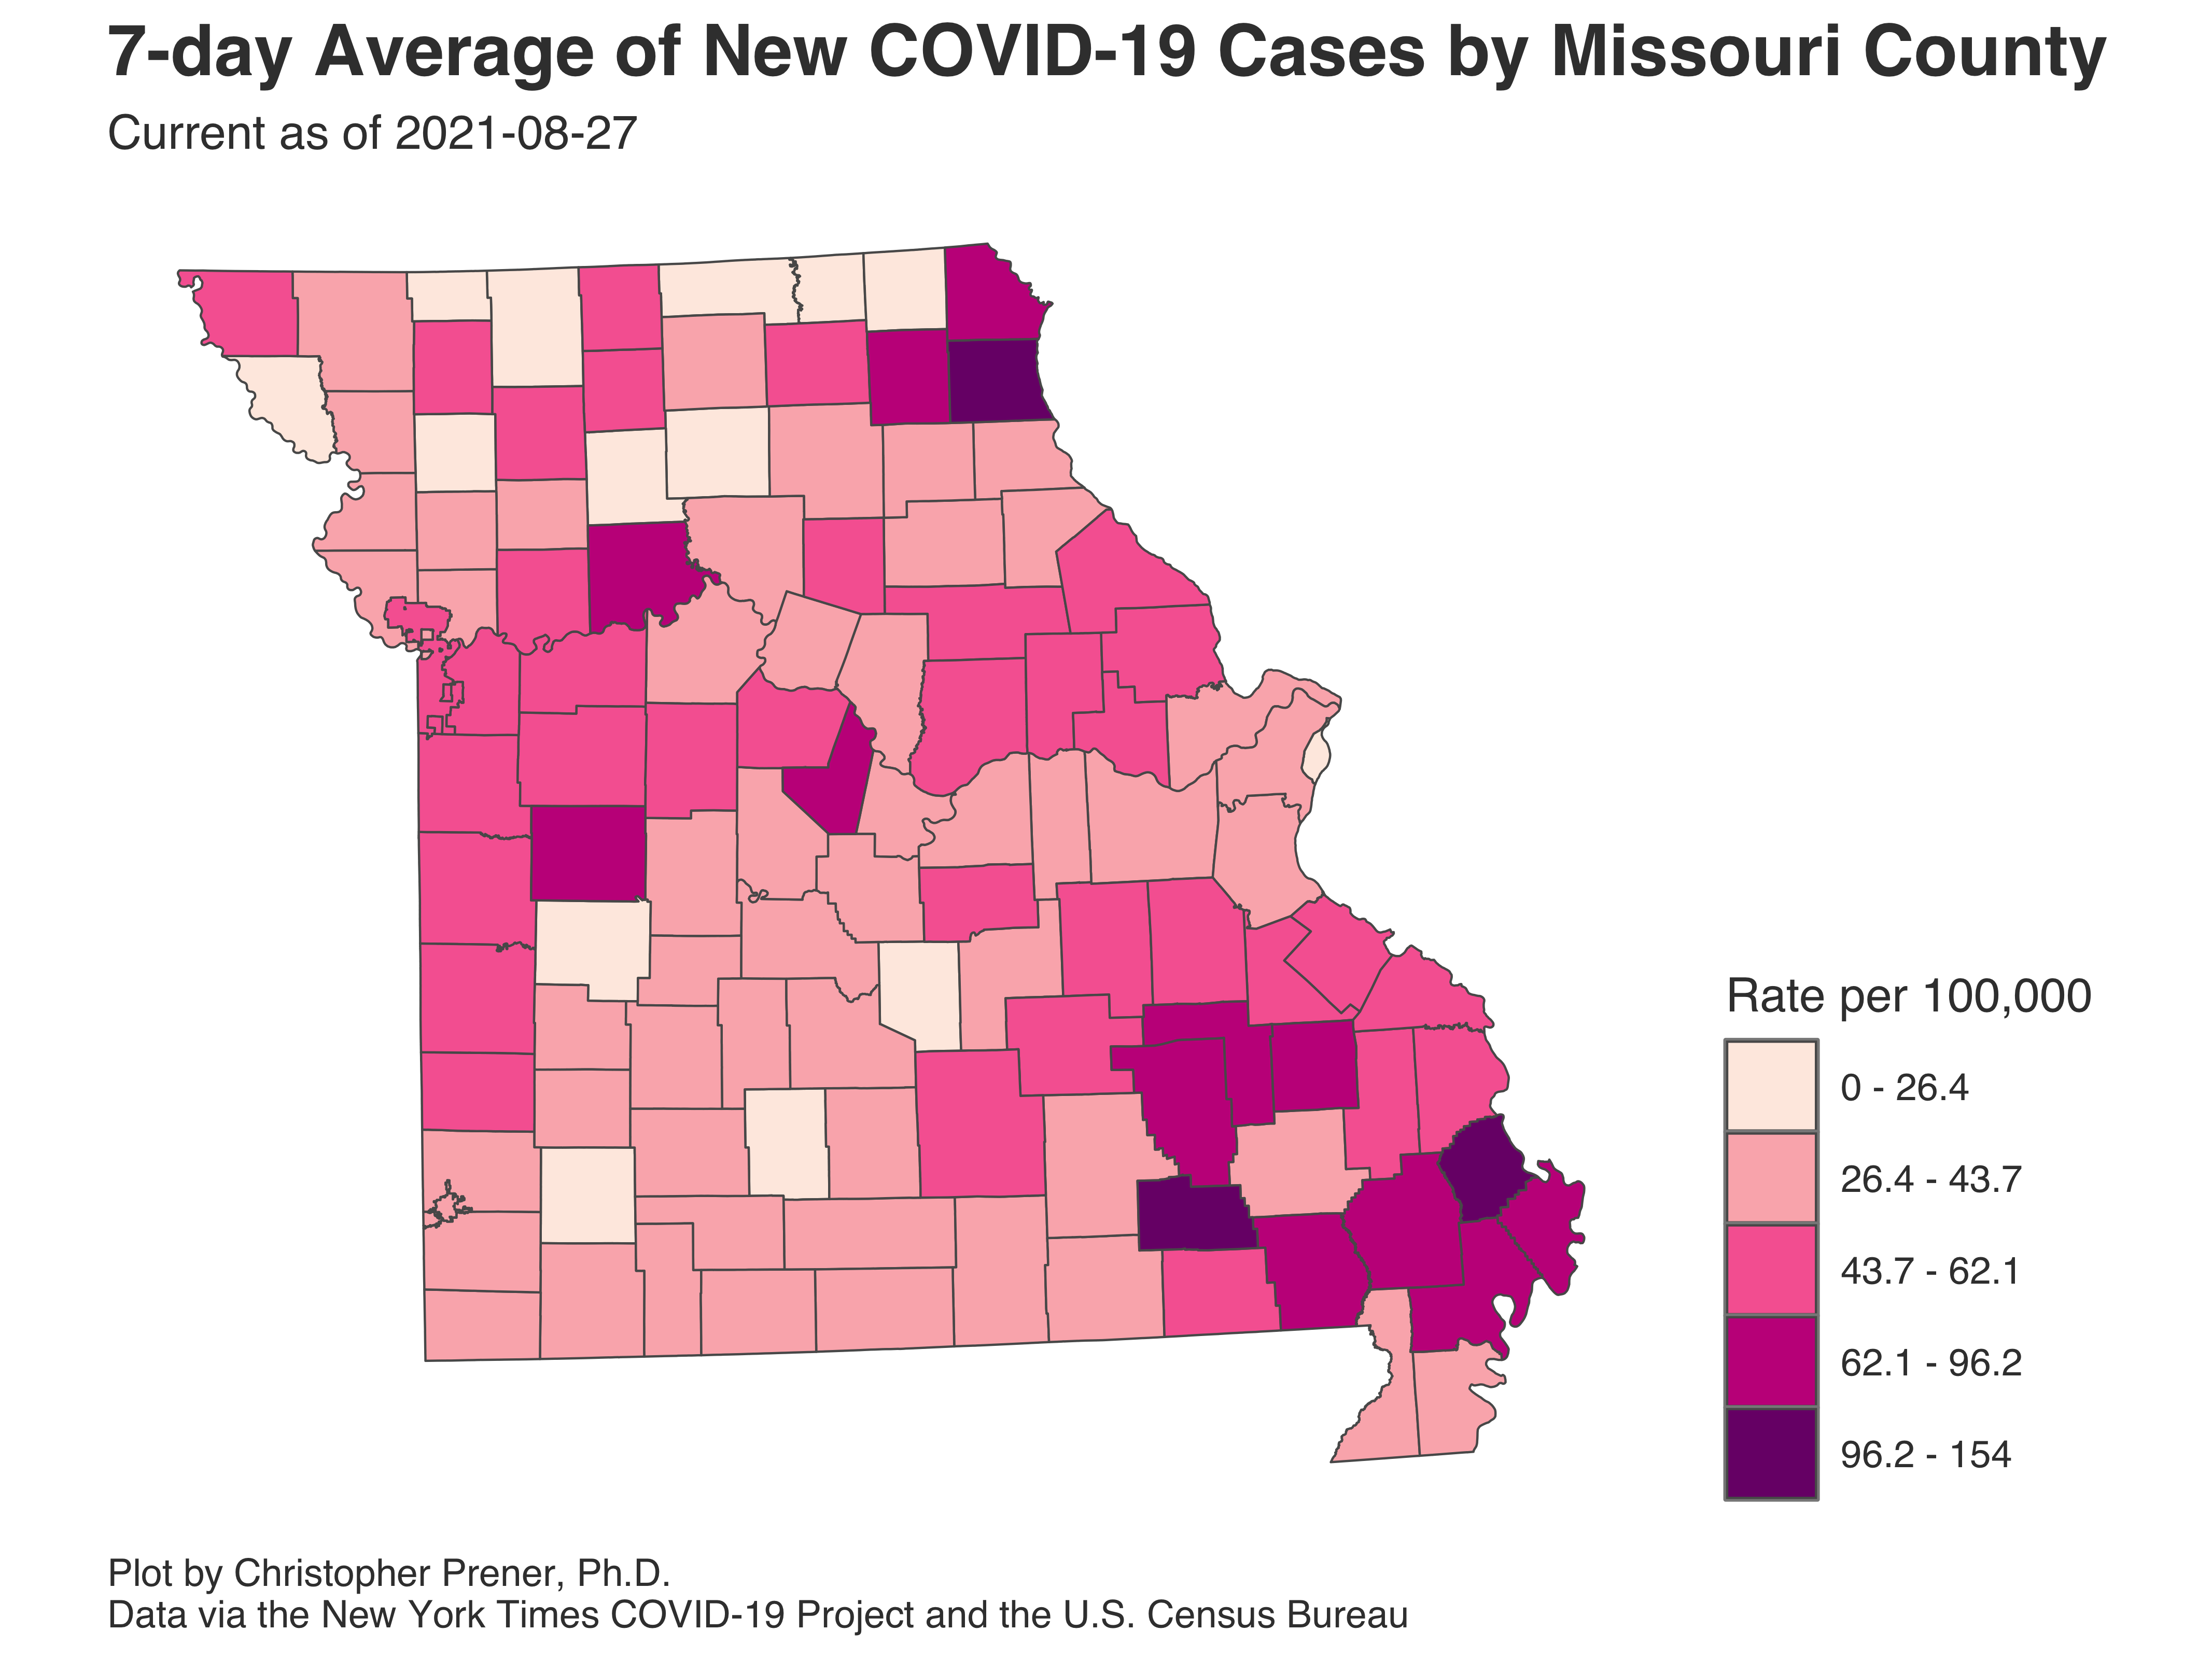 7-day Average of New COVID-19 Cases by Missouri County
Current as of 2021-08-27
Rate per 100,000
0 - 26.4
26.4 - 43.7
43.7 - 62.1
62.1 - 96.2
96.2 - 154
Plot by Christopher Prener, Ph.D.
Data via the New York Times COVID-19 Project and the U.S. Census Bureau